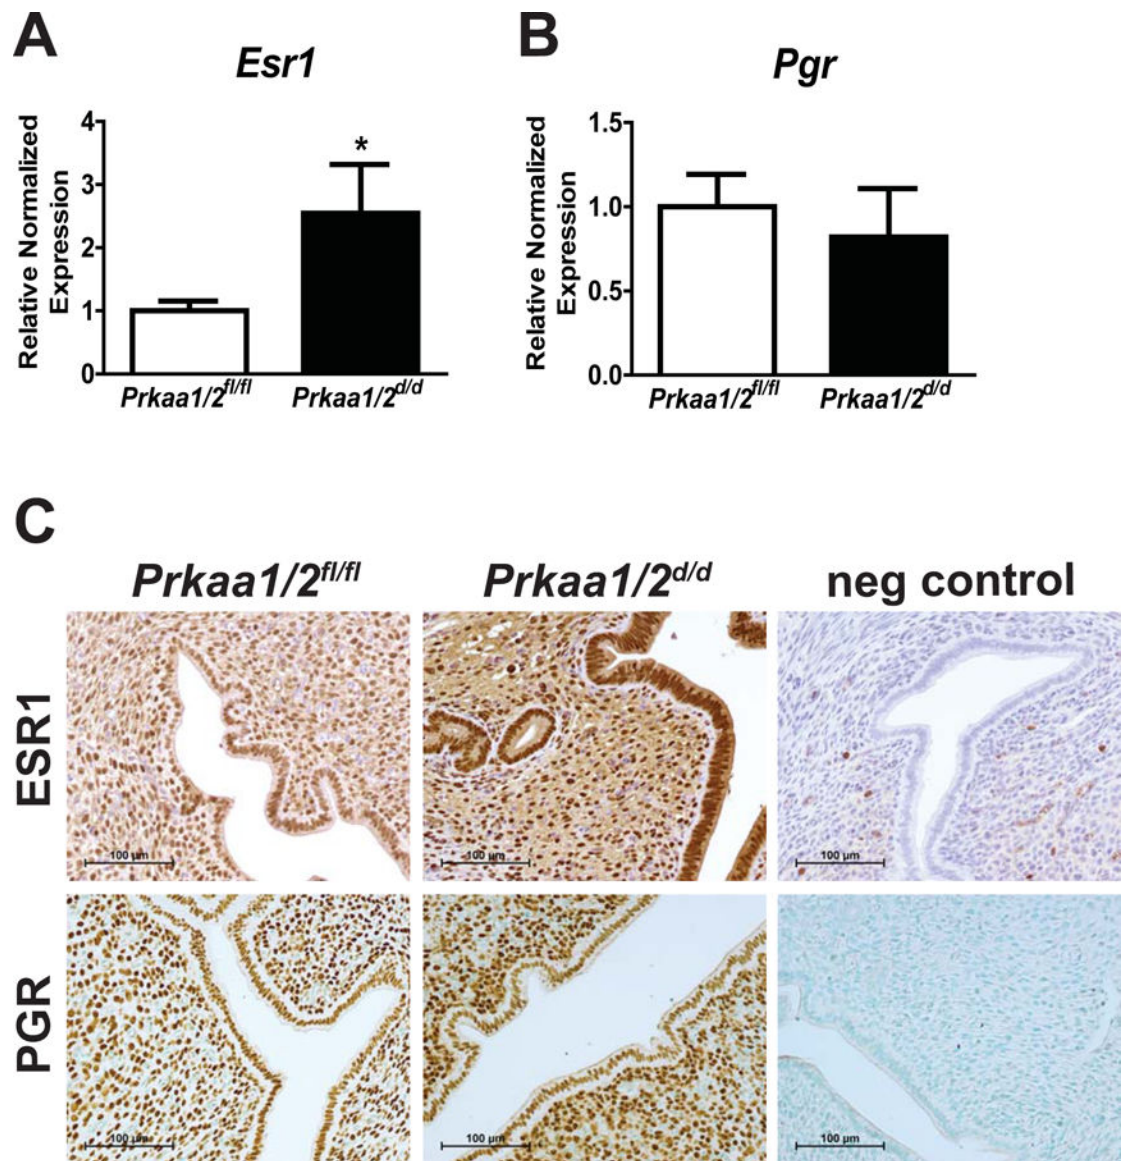 A
B
Esr1
Pgr
Relative Normalized
Expression
4
3
2
1
0
*
Prkaa1/2fl/fl
Prkaa1/2d/d
Relative Normalized
Expression
1.5
1.0
0.5
0.0
Prkaa1/2fl/fl
Prkaa1/2d/d
C
Prkaa1/2fl/fl
Prkaa1/2d/d
neg control
ESR1
100 µm
100 µm
100 µm
PGR
100 µm
100 µm
100 µm